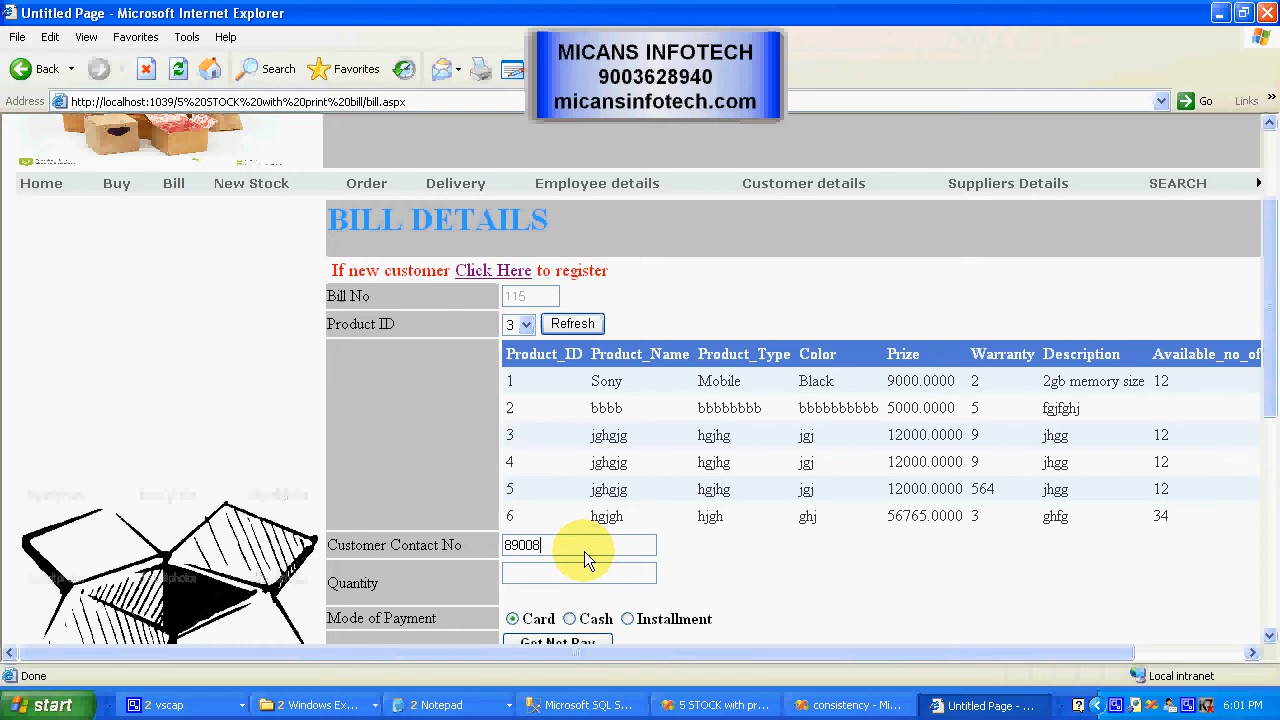 Untitled Page - Microsoft Internet Explorer
File Edit View Favorites Tools Help
MICANS INFOTECH
9003628940
micansinfotech.com
Back Search Favorites
Address http://localhost:1039/5%20STOCK%20with%20print%20bill/bill.aspx Go Links »
Home Buy Bill New Stock Order Delivery Employee details Customer details Suppliers Details SEARCH
BILL DETAILS
If new customer Click Here to register
Bill No 115
Product ID 3 Refresh
Product_ID Product_Name Product_Type Color Prize Warranty Description Available_no_of
1 Sony Mobile Black 9000.0000 2 2gb memory size 12
2 bbbb bbbbbbbb bbbbbbbbbb 5000.0000 5 fgjfghj
3 jghgjg hgjhg jgj 12000.0000 9 jhgg 12
4 jghgjg hgjhg jgj 12000.0000 9 jhgg 12
5 jghgjg hgjhg jgj 12000.0000 564 jhgg 12
6 hgjgh hjgh ghj 56765.0000 3 ghfg 34
Customer Contact No 89008
Quantity
Mode of Payment Card Cash Installment
Get Net Pay
Done Local intranet
start 2 vscap 2 Windows Ex... 2 Notepad Microsoft SQL S... 5 STOCK with pr... consistency - Mi... Untitled Page - ... 6:01 PM